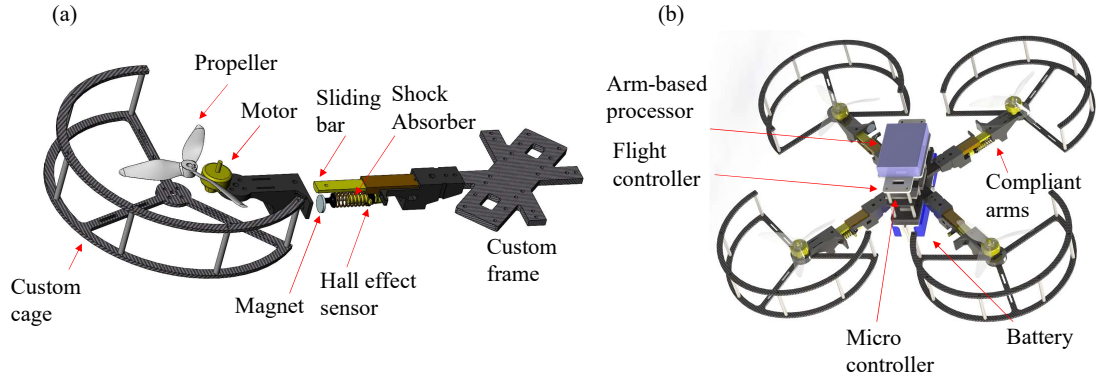 (a)
Propeller
Motor
Sliding
bar
Shock
Absorber
Custom
cage
Magnet
Hall effect
sensor
Custom
frame
(b)
Arm-based
processor
Flight
controller
Compliant
arms
Micro
controller
Battery